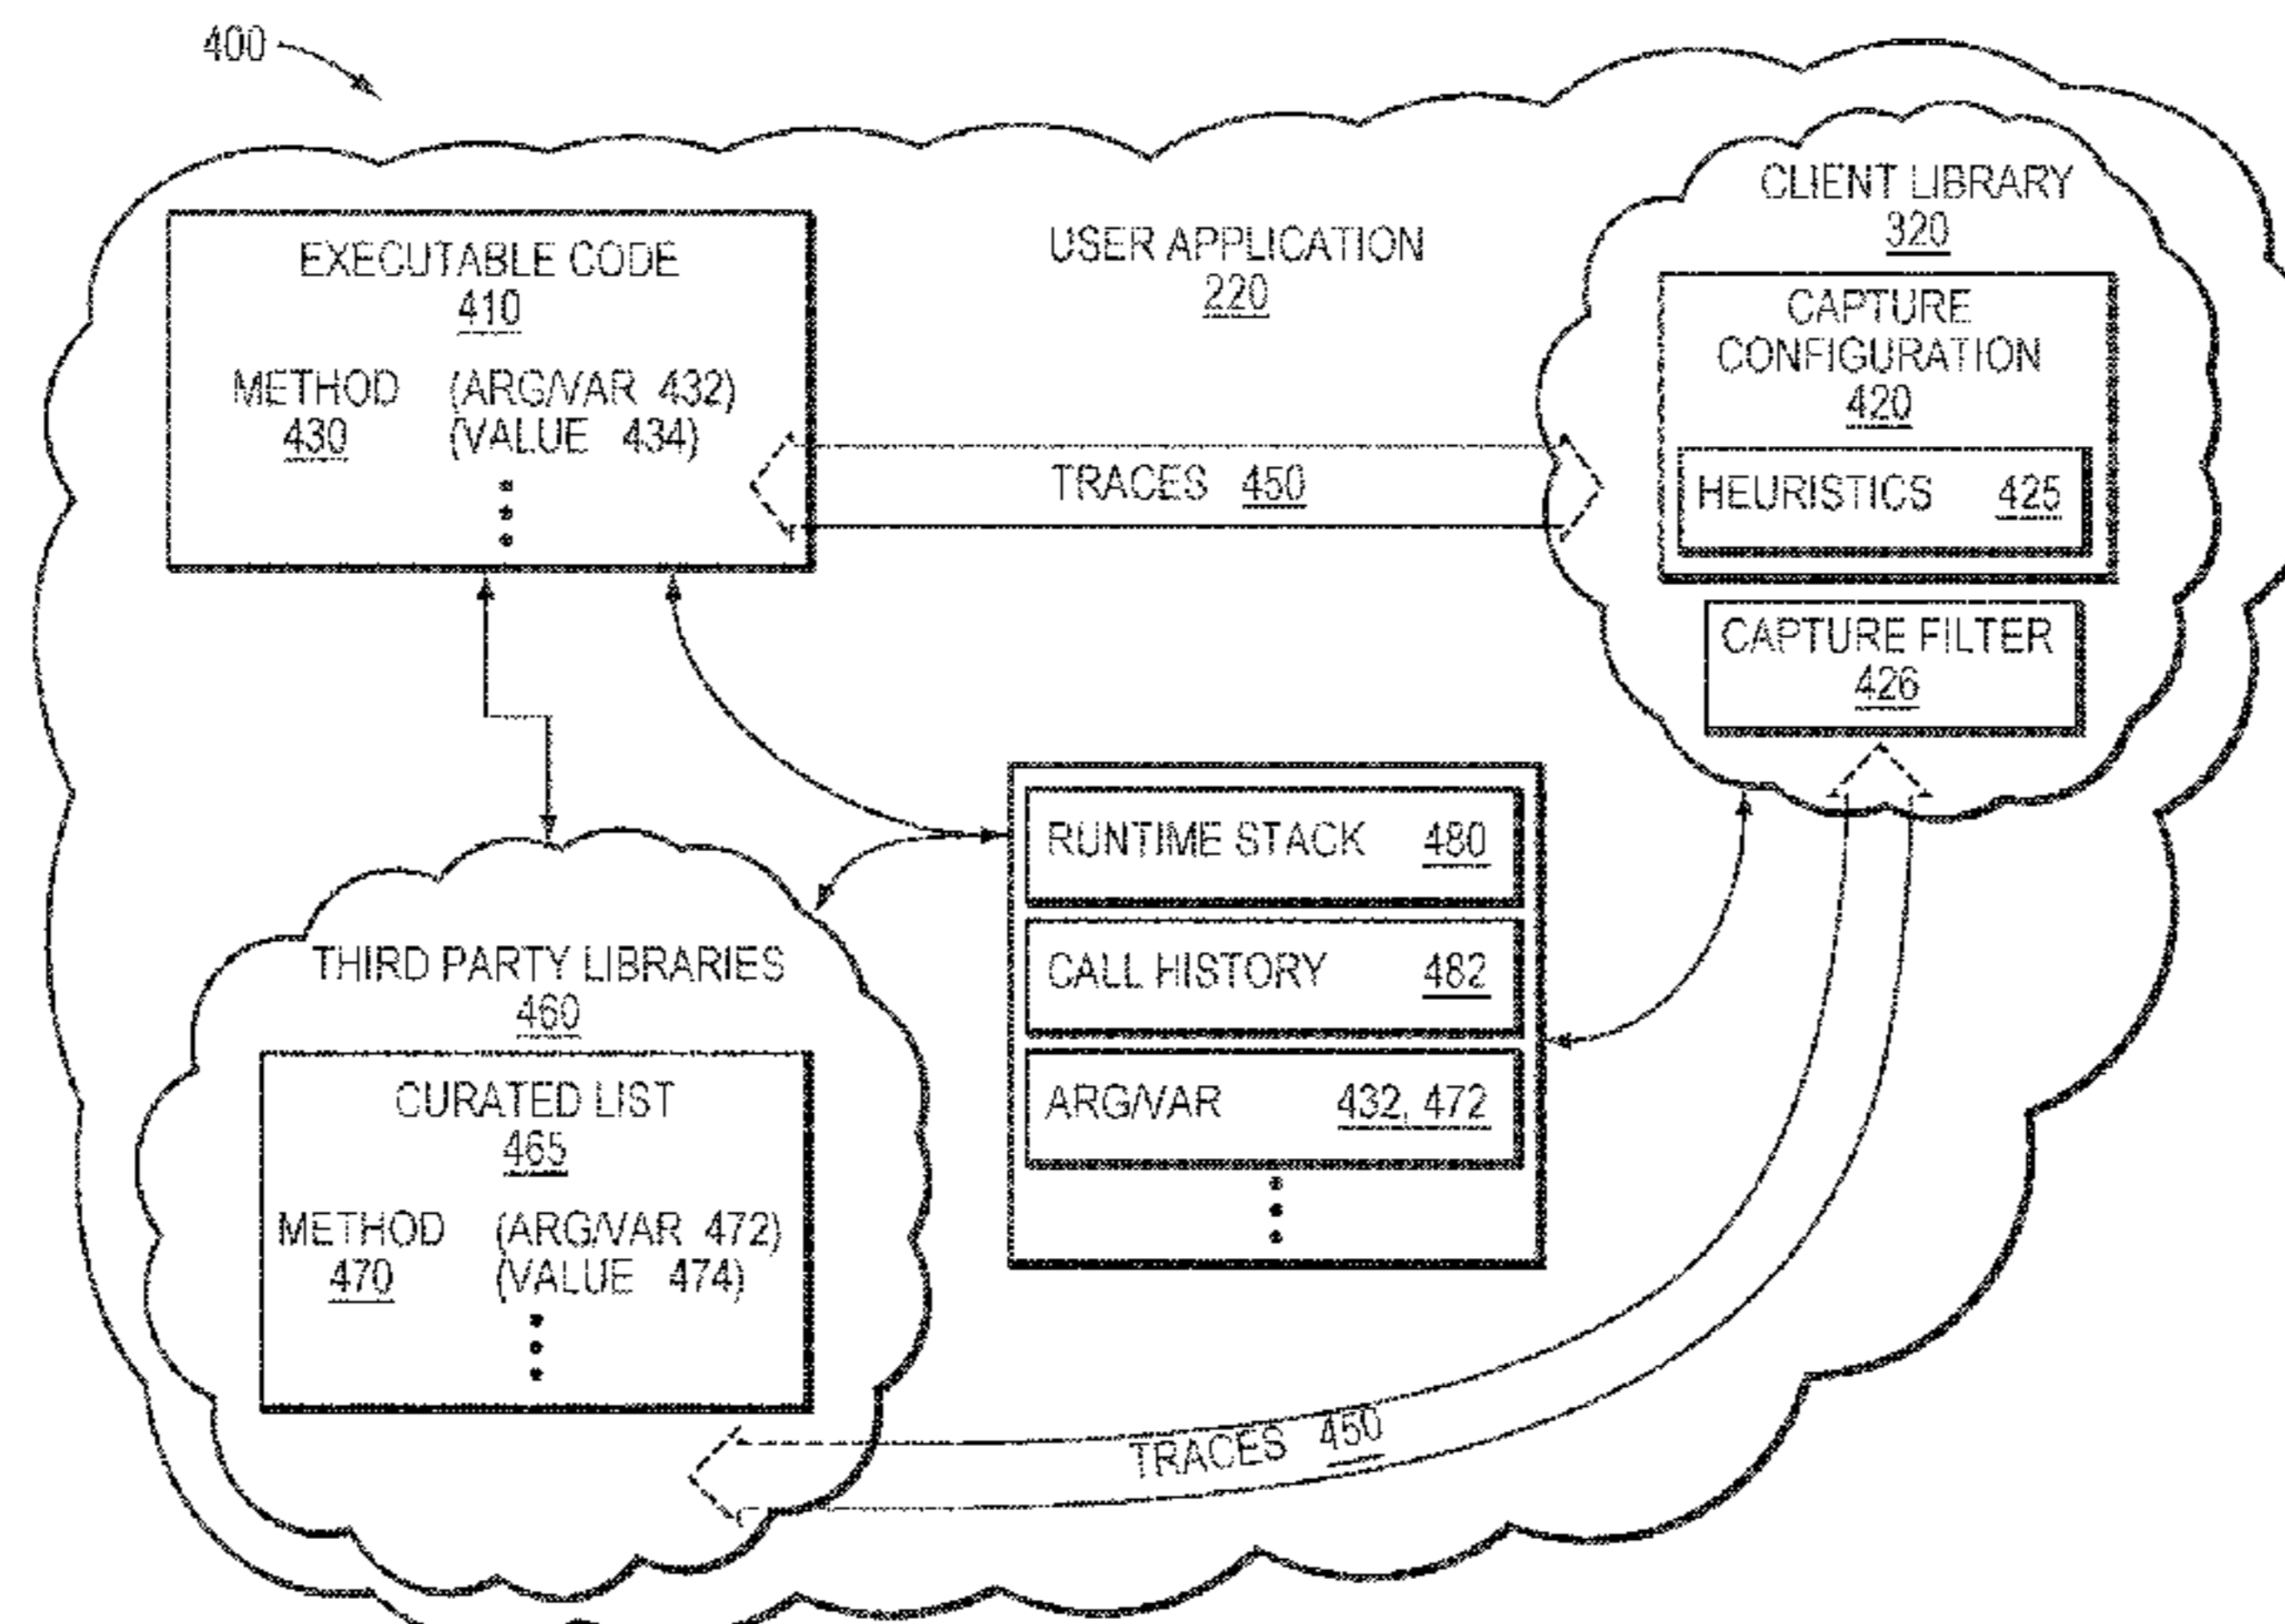 400
USER APPLICATION
220
EXECUTABLE CODE
410
METHOD (ARG/VAR 432)
430 (VALUE 434)
TRACES 450
CLIENT LIBRARY
320
CAPTURE
CONFIGURATION
420
HEURISTICS 425
CAPTURE FILTER
426
RUNTIME STACK 480
CALL HISTORY 482
ARG/VAR 432, 472
THIRD PARTY LIBRARIES
460
CURATED LIST
465
METHOD (ARG/VAR 472)
470 (VALUE 474)
TRACES 450